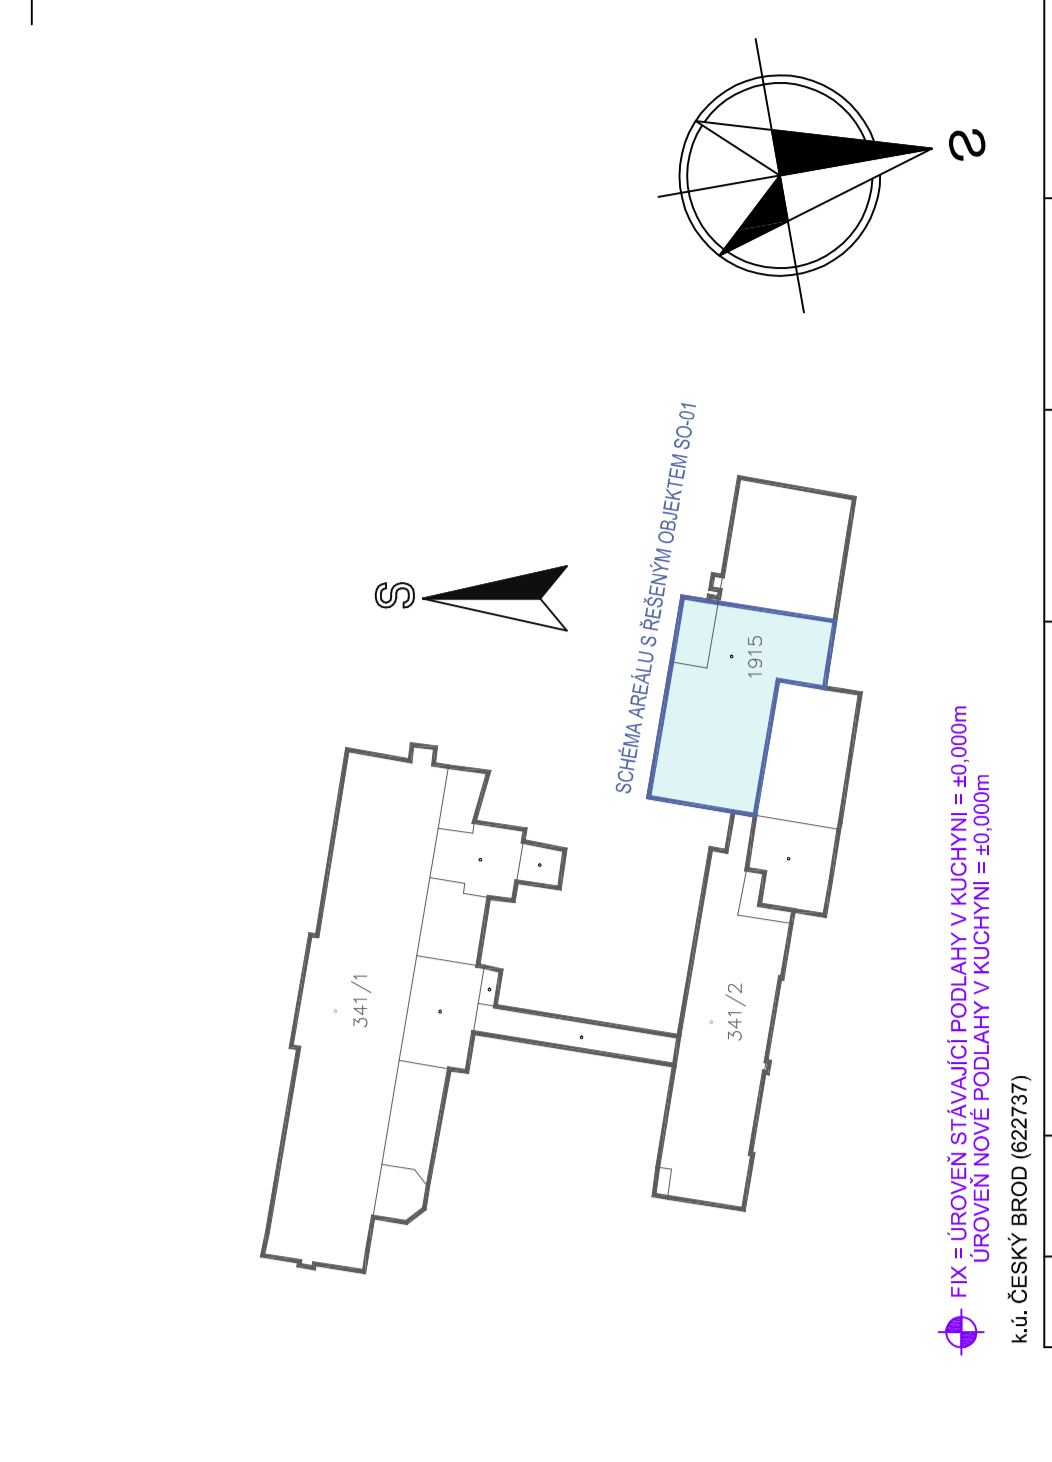 S
S
SCHÉMA AREÁLU S ŘEŠENÝM OBJEKTEM SO-01
341/1
1915
341/2
FIX = ÚROVEŇ STÁVAJÍCÍ PODLAHY V KUCHYNI = ±0,000m
ÚROVEŇ NOVÉ PODLAHY V KUCHYNI = ±0,000m
k.ú. ČESKÝ BROD (622737)